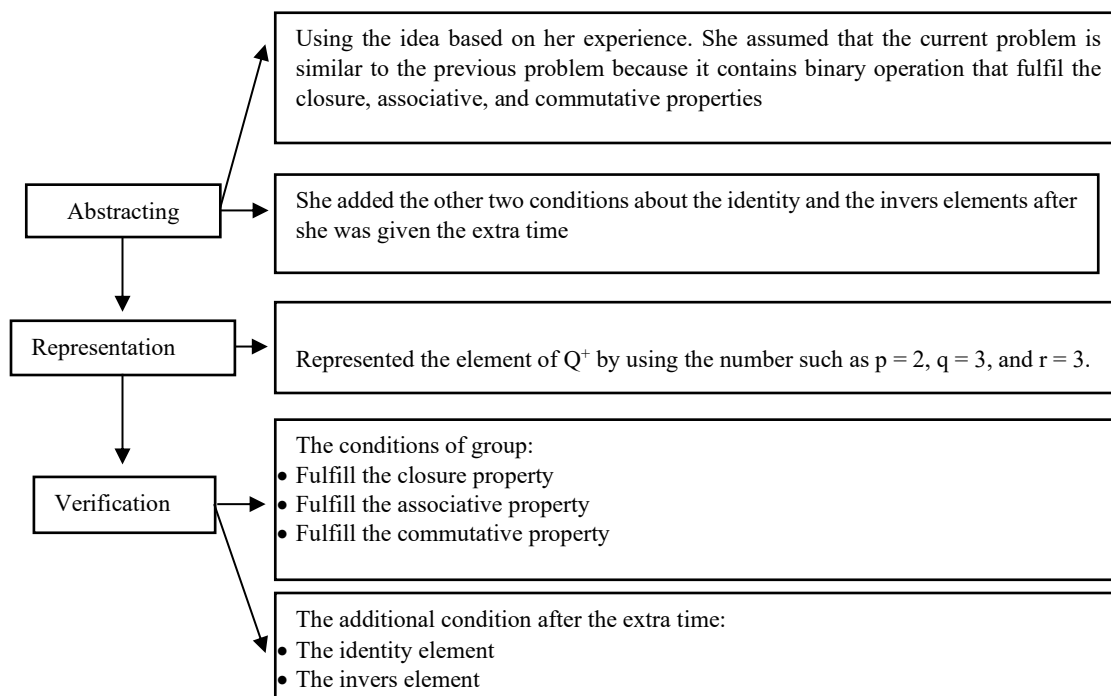 Using the idea based on her experience. She assumed that the current problem is
similar to the previous problem because it contains binary operation that fulfil the
closure, associative, and commutative properties
Abstracting
She added the other two conditions about the identity and the invers elements after
she was given the extra time
Representation
Represented the element of Q⁺ by using the number such as p = 2, q = 3, and r = 3.
Verification
The conditions of group:
• Fulfill the closure property
• Fulfill the associative property
• Fulfill the commutative property
The additional condition after the extra time:
• The identity element
• The invers element